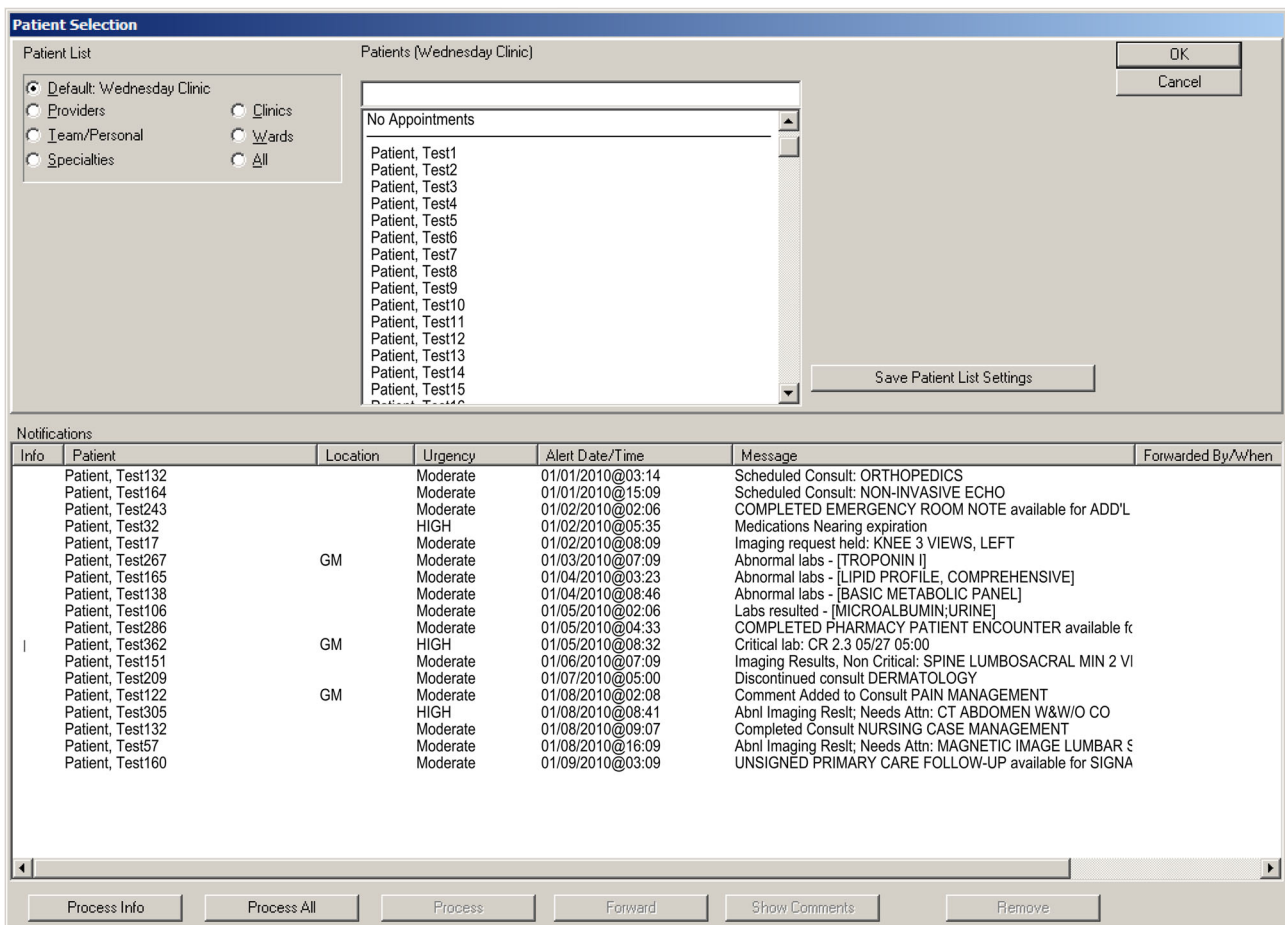 Patient Selection
Patient List
Default: Wednesday Clinic
Providers Clinics
Team/Personal Wards
Specialties All
Patients (Wednesday Clinic)
No Appointments
Patient, Test1
Patient, Test2
Patient, Test3
Patient, Test4
Patient, Test5
Patient, Test6
Patient, Test7
Patient, Test8
Patient, Test9
Patient, Test10
Patient, Test11
Patient, Test12
Patient, Test13
Patient, Test14
Patient, Test15
OK
Cancel
Save Patient List Settings
Notifications
Info Patient Location Urgency Alert Date/Time Message Forwarded By/When
Patient, Test132 Moderate 01/01/2010@03:14 Scheduled Consult: ORTHOPEDICS
Patient, Test164 Moderate 01/01/2010@15:09 Scheduled Consult: NON-INVASIVE ECHO
Patient, Test243 Moderate 01/02/2010@02:06 COMPLETED EMERGENCY ROOM NOTE available for ADD'L
Patient, Test32 HIGH 01/02/2010@05:35 Medications Nearing expiration
Patient, Test17 Moderate 01/02/2010@08:09 Imaging request held: KNEE 3 VIEWS, LEFT
Patient, Test267 GM Moderate 01/03/2010@07:09 Abnormal labs - [TROPONIN I]
Patient, Test165 Moderate 01/04/2010@03:23 Abnormal labs - [LIPID PROFILE, COMPREHENSIVE]
Patient, Test138 Moderate 01/04/2010@08:46 Abnormal labs - [BASIC METABOLIC PANEL]
Patient, Test106 Moderate 01/05/2010@02:06 Labs resulted - [MICROALBUMIN;URINE]
Patient, Test286 Moderate 01/05/2010@04:33 COMPLETED PHARMACY PATIENT ENCOUNTER available
I Patient, Test362 GM HIGH 01/05/2010@08:32 Critical lab: CR 2.3 05/27 05:00
Patient, Test151 Moderate 01/06/2010@07:09 Imaging Results, Non Critical: SPINE LUMBOSACRAL MIN 2
Patient, Test209 Moderate 01/07/2010@05:00 Discontinued consult DERMATOLOGY
Patient, Test122 GM Moderate 01/08/2010@02:08 Comment Added to Consult PAIN MANAGEMENT
Patient, Test305 HIGH 01/08/2010@08:41 Abnl Imaging Reslt; Needs Attn: CT ABDOMEN W&W/O CO
Patient, Test132 Moderate 01/08/2010@09:07 Completed Consult NURSING CASE MANAGEMENT
Patient, Test57 Moderate 01/08/2010@16:09 Abnl Imaging Reslt; Needs Attn: MAGNETIC IMAGE LUMBAR
Patient, Test160 Moderate 01/09/2010@03:09 UNSIGNED PRIMARY CARE FOLLOW-UP available for
Process Info Process All Process Forward Show Comments Remove